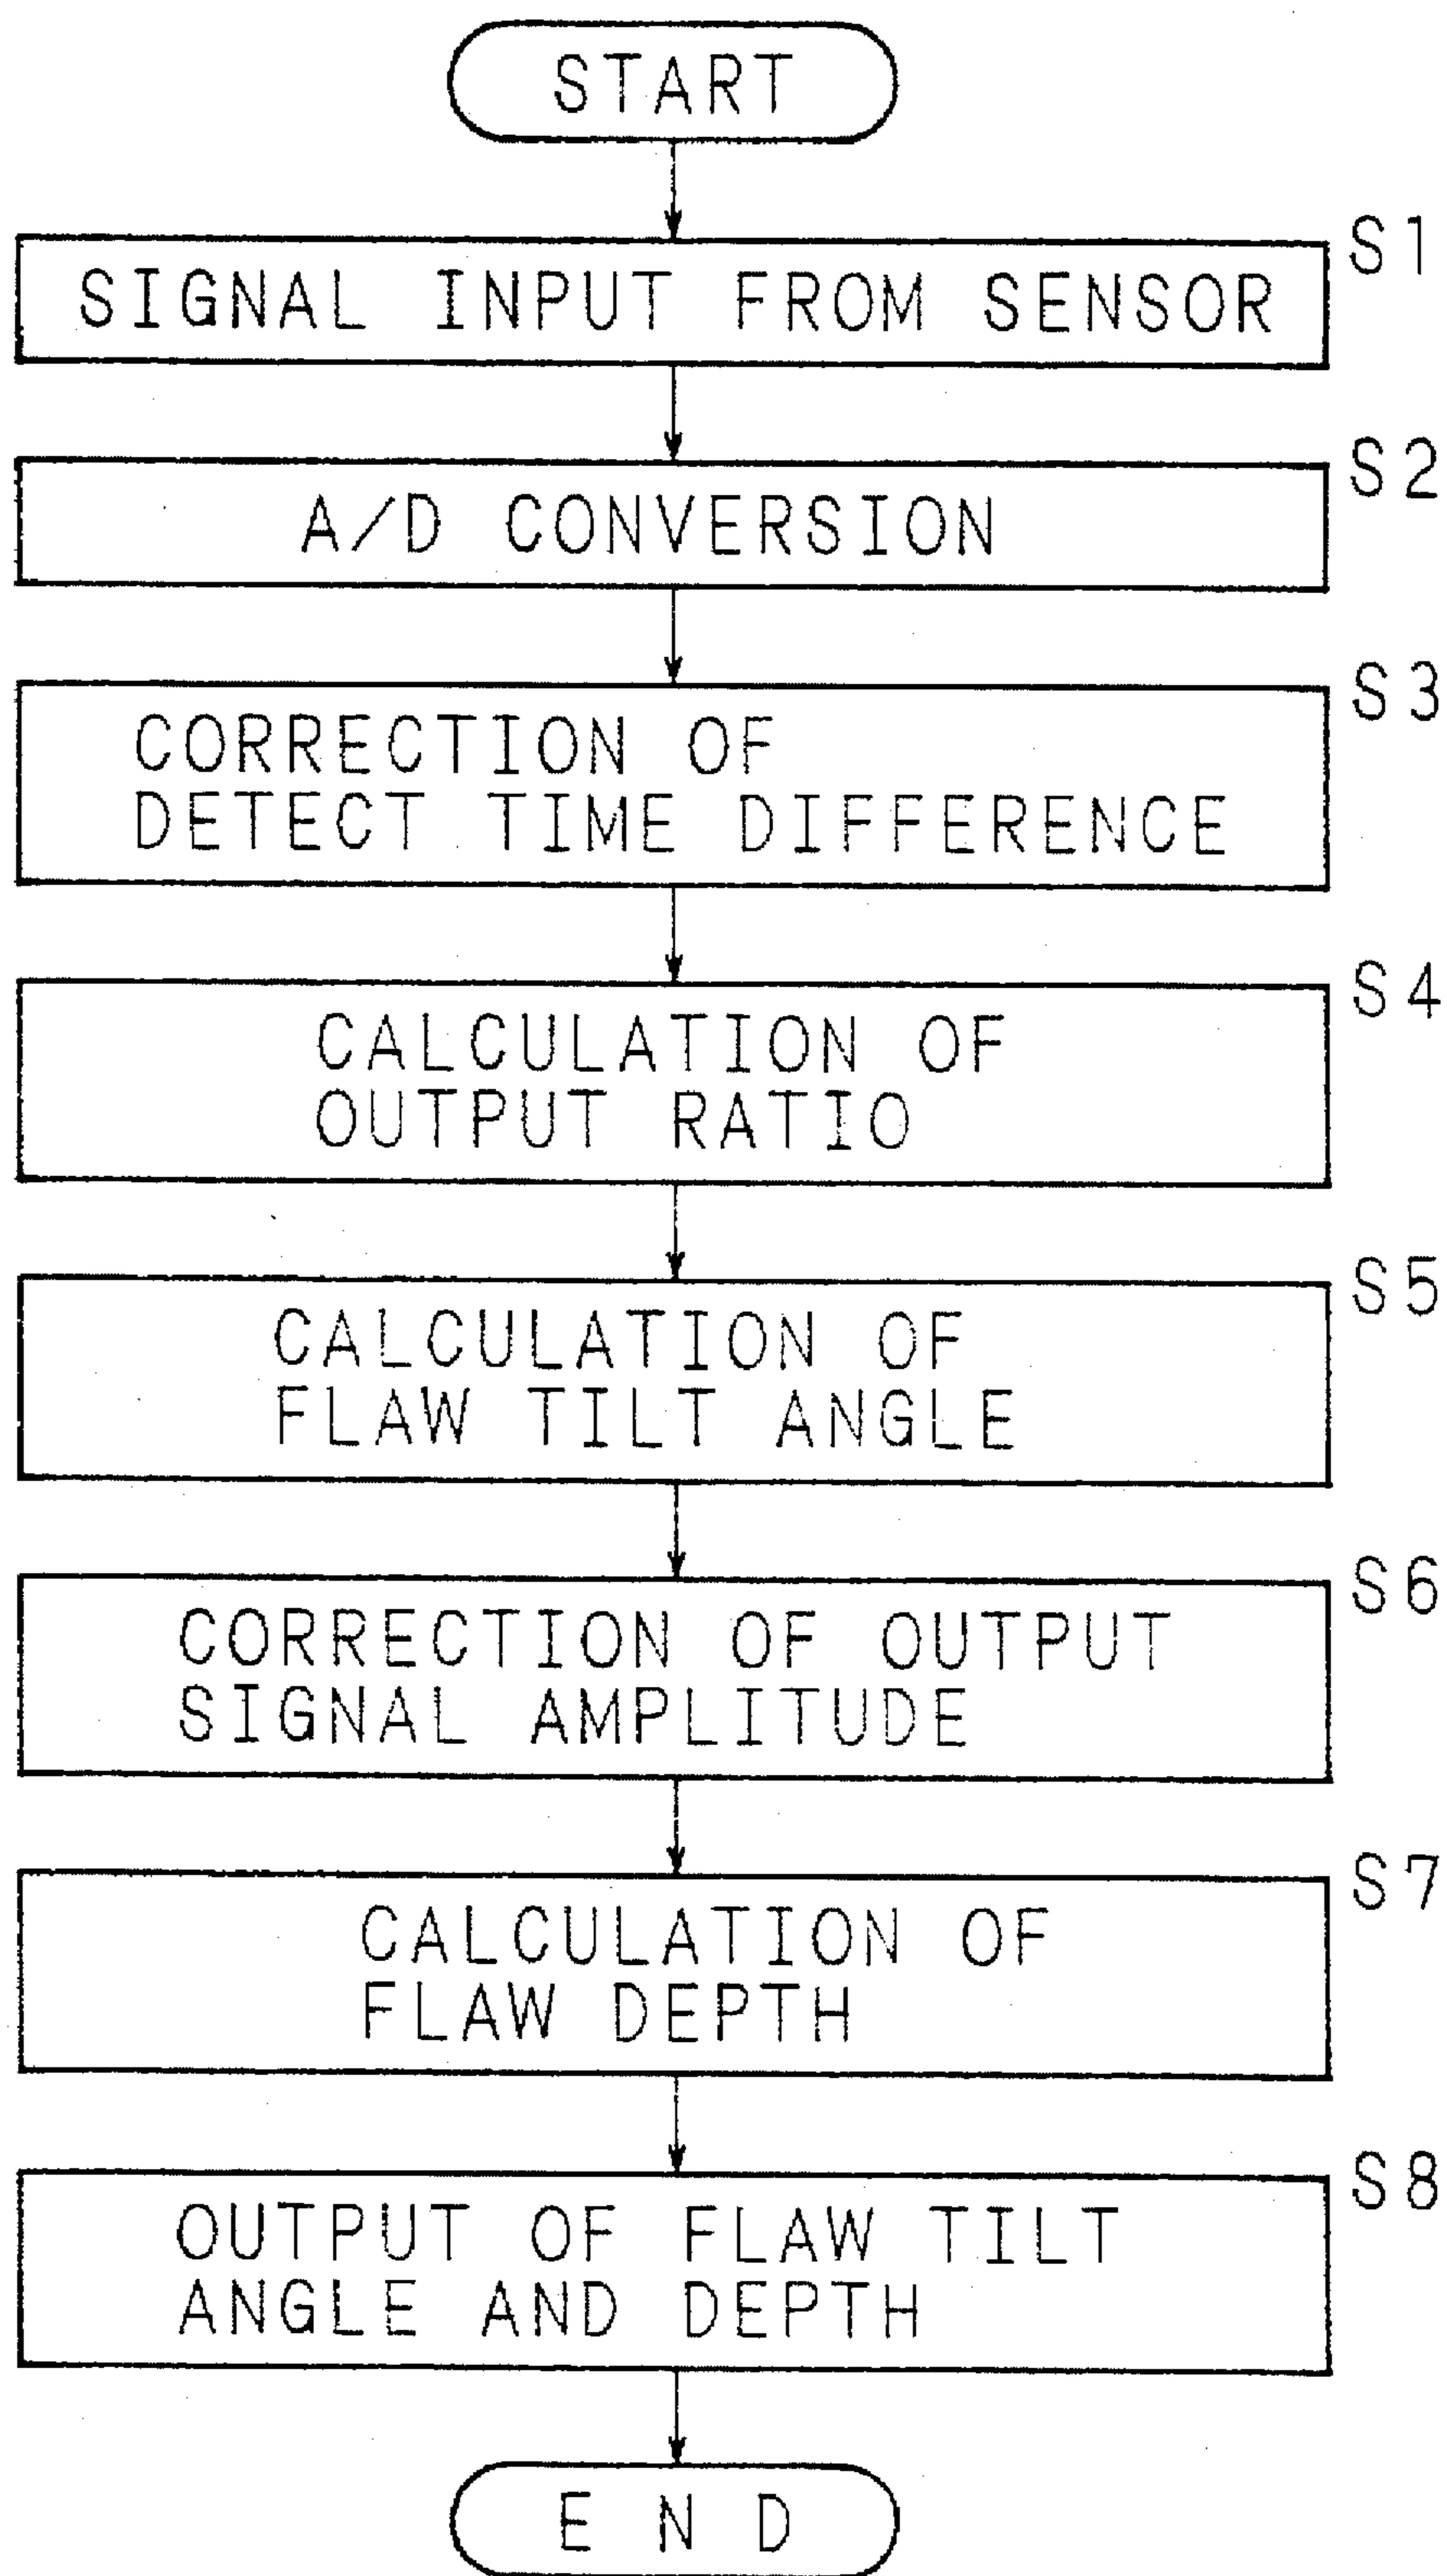 START
S1
SIGNAL INPUT FROM SENSOR
S2
A/D CONVERSION
S3
CORRECTION OF
DETECT TIME DIFFERENCE
S4
CALCULATION OF
OUTPUT RATIO
S5
CALCULATION OF
FLAW TILT ANGLE
S6
CORRECTION OF OUTPUT
SIGNAL AMPLITUDE
S7
CALCULATION OF
FLAW DEPTH
S8
OUTPUT OF FLAW TILT
ANGLE AND DEPTH
END